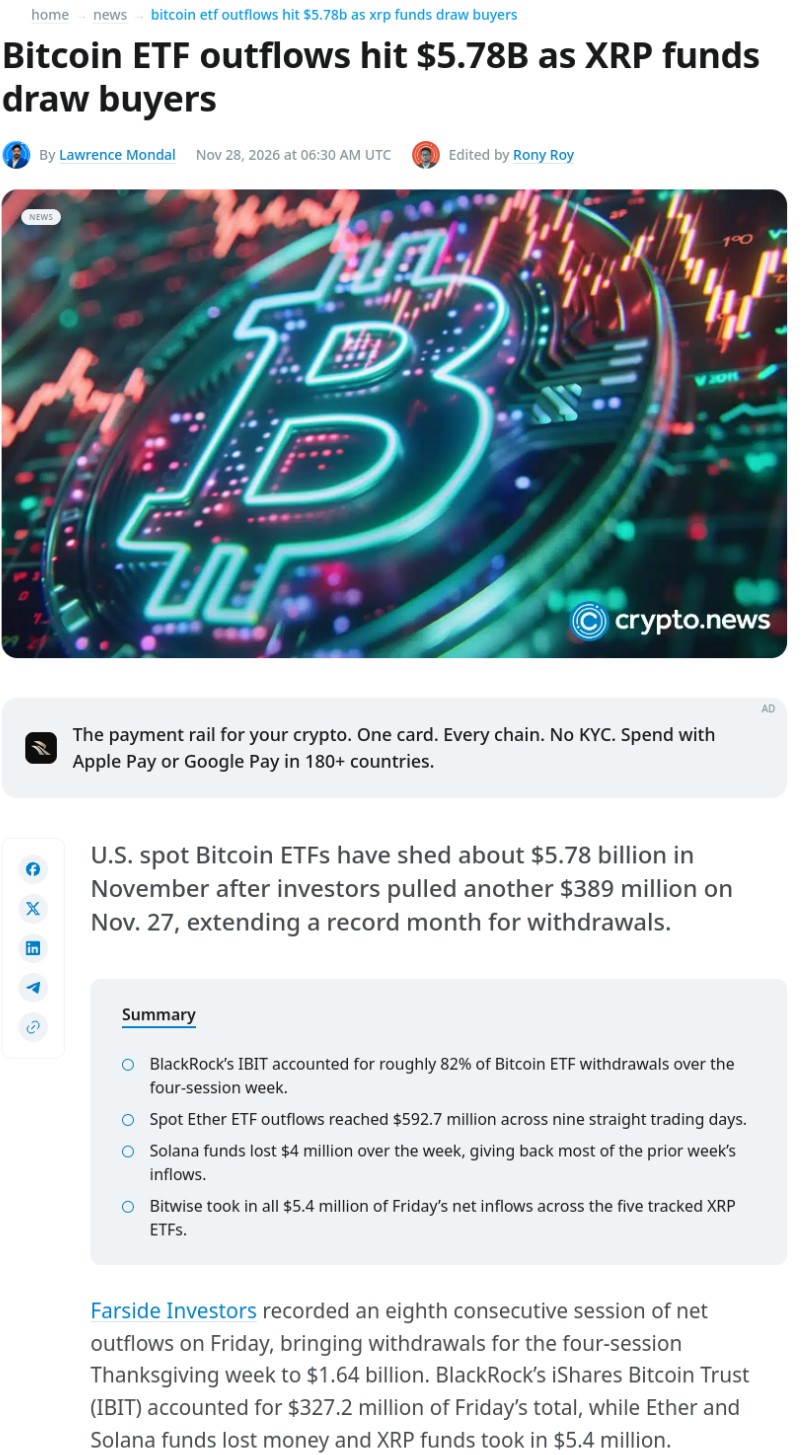 home → news → bitcoin etf outflows hit $5.78b as xrp funds draw buyers
Bitcoin ETF outflows hit $5.78B as XRP funds
draw buyers
By Lawrence Mondal Nov 28, 2026 at 06:30 AM UTC Edited by Rony Roy
NEWS
crypto.news
AD
The payment rail for your crypto. One card. Every chain. No KYC. Spend with
Apple Pay or Google Pay in 180+ countries.
U.S. spot Bitcoin ETFs have shed about $5.78 billion in
November after investors pulled another $389 million on
Nov. 27, extending a record month for withdrawals.
Summary
BlackRock’s IBIT accounted for roughly 82% of Bitcoin ETF withdrawals over the
four-session week.
Spot Ether ETF outflows reached $592.7 million across nine straight trading days.
Solana funds lost $4 million over the week, giving back most of the prior week’s
inflows.
Bitwise took in all $5.4 million of Friday’s net inflows across the five tracked XRP
ETFs.
Farside Investors recorded an eighth consecutive session of net
outflows on Friday, bringing withdrawals for the four-session
Thanksgiving week to $1.64 billion. BlackRock’s iShares Bitcoin Trust
(IBIT) accounted for $327.2 million of Friday’s total, while Ether and
Solana funds lost money and XRP funds took in $5.4 million.